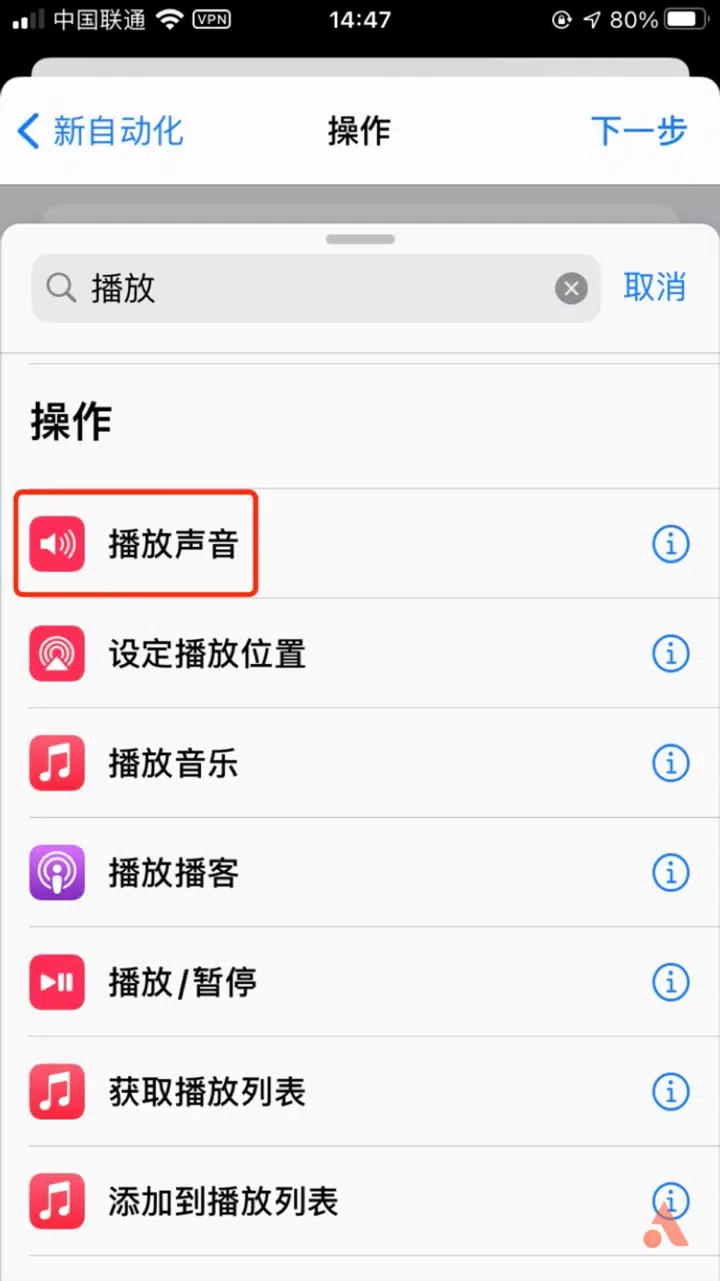 中国联通 VPN 14:47 80%
新自动化 操作 下一步
播放 取消
操作
播放声音
设定播放位置
播放音乐
播放播客
播放/暂停
获取播放列表
添加到播放列表